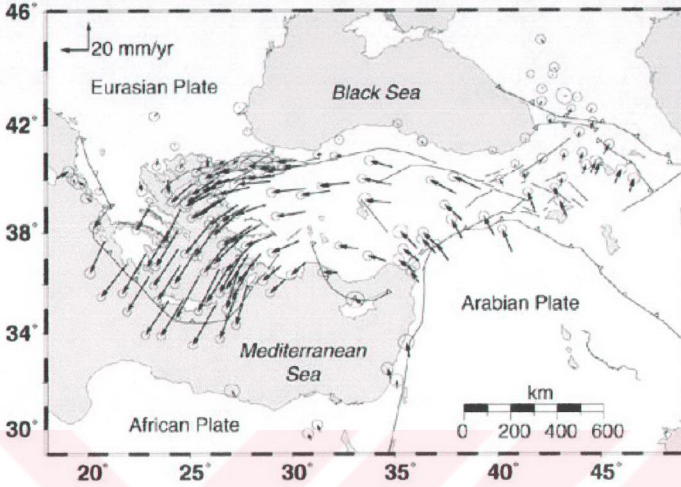 46°
20 mm/yr
Eurasian Plate
Black Sea
42°
38°
Arabian Plate
34°
Mediterranean
Sea
km
African Plate
30°
0 200 400 600
20° 25° 30° 35° 40° 45°